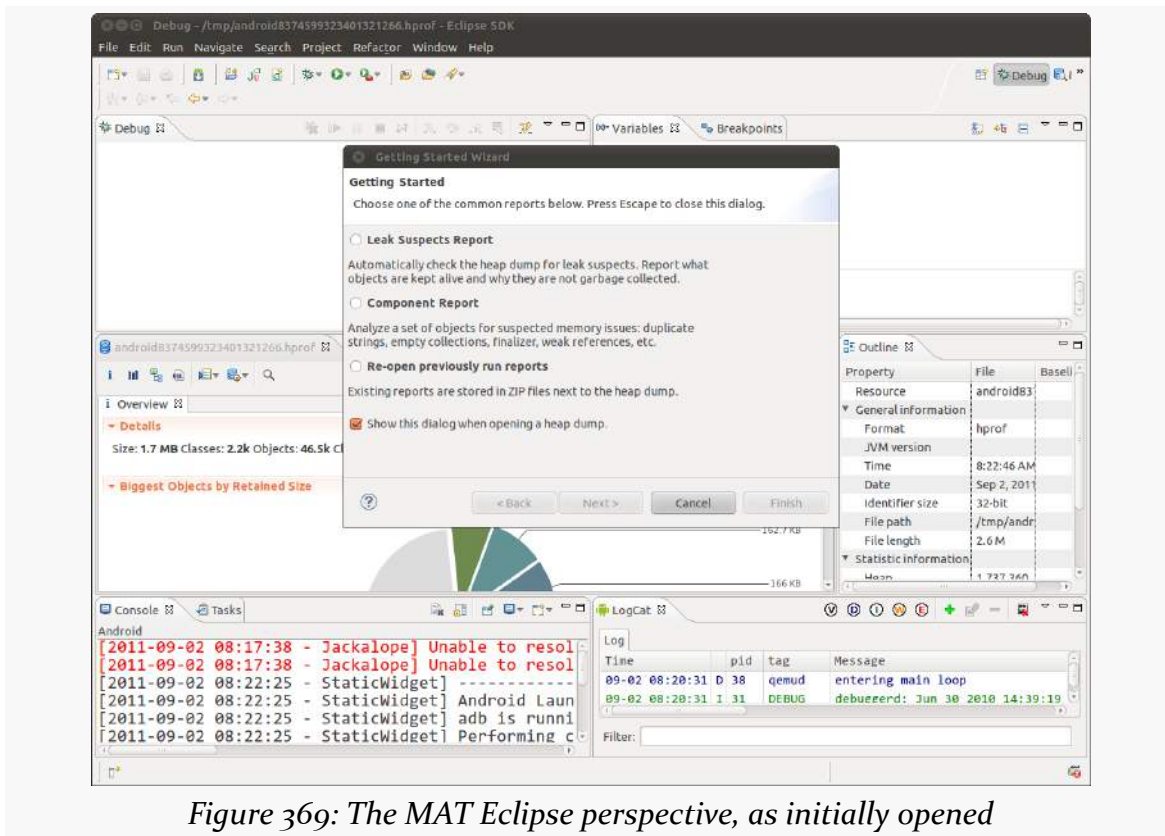 Debug - /tmp/android8374599323401321266.hprof - Eclipse SDK
File Edit Run Navigate Search Project Refactor Window Help
Debug
Debug
Variables
Breakpoints
Getting Started Wizard
Getting Started
Choose one of the common reports below. Press Escape to close this dialog.
Leak Suspects Report
Automatically check the heap dump for leak suspects. Report what
objects are kept alive and why they are not garbage collected.
Component Report
Analyze a set of objects for suspected memory issues: duplicate
strings, empty collections, finalizer, weak references, etc.
Re-open previously run reports
Existing reports are stored in ZIP files next to the heap dump.
Show this dialog when opening a heap dump.
< Back Next > Cancel Finish
android8374599323401321266.hprof
i Overview
Details
Size: 1.7 MB Classes: 2.2k Objects: 46.5k Cl
Biggest Objects by Retained Size
162.7 KB
166 KB
Outline
Property File Baseli
Resource android83
General information
Format hprof
JVM version
Time 8:22:46 AM
Date Sep 2, 2011
Identifier size 32-bit
File path /tmp/andr
File length 2.6 M
Statistic information
Heap 1,737,360
Console Tasks
Android
[2011-09-02 08:17:38 - Jackalope] Unable to resol
[2011-09-02 08:17:38 - Jackalope] Unable to resol
[2011-09-02 08:22:25 - StaticWidget] ------------
[2011-09-02 08:22:25 - StaticWidget] Android Laun
[2011-09-02 08:22:25 - StaticWidget] adb is runni
[2011-09-02 08:22:25 - StaticWidget] Performing c
LogCat
V D I W E
Log
Time pid tag Message
09-02 08:20:31 D 38 qemud entering main loop
09-02 08:20:31 I 31 DEBUG debuggerd: Jun 30 2010 14:39:19
Filter:
Figure 369: The MAT Eclipse perspective, as initially opened